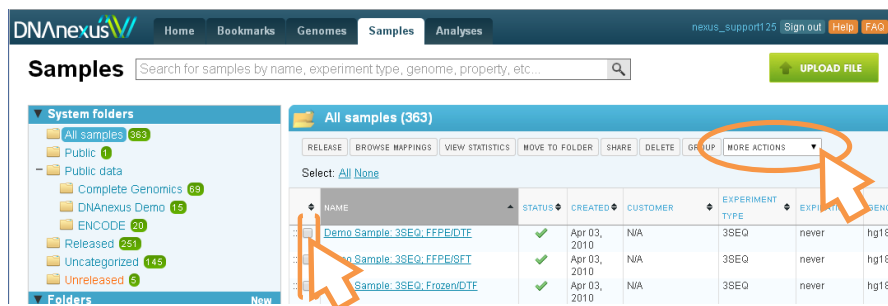 DNAnexus Home Bookmarks Genomes Samples Analyses nexus_support125 Sign out Help FAQ
Samples Search for samples by name, experiment type, genome, property, etc... UPLOAD FILE
System folders
All samples 363
Public 1
Public data
Complete Genomics 69
DNAnexus Demo 15
ENCODE 20
Released 251
Uncategorized 145
Unreleased 5
Folders New
All samples (363)
RELEASE BROWSE MAPPINGS VIEW STATISTICS MOVE TO FOLDER SHARE DELETE GROUP MORE ACTIONS
Select: All None
NAME STATUS CREATED CUSTOMER EXPERIMENT TYPE
Demo Sample: 3SEQ; FFPE/DTF Apr 03, 2010 N/A 3SEQ never hg18
Sample: 3SEQ; FFPE/SFT Apr 03, 2010 N/A 3SEQ never hg18
Sample: 3SEQ; Frozen/DTF Apr 03, 2010 N/A 3SEQ never hg18